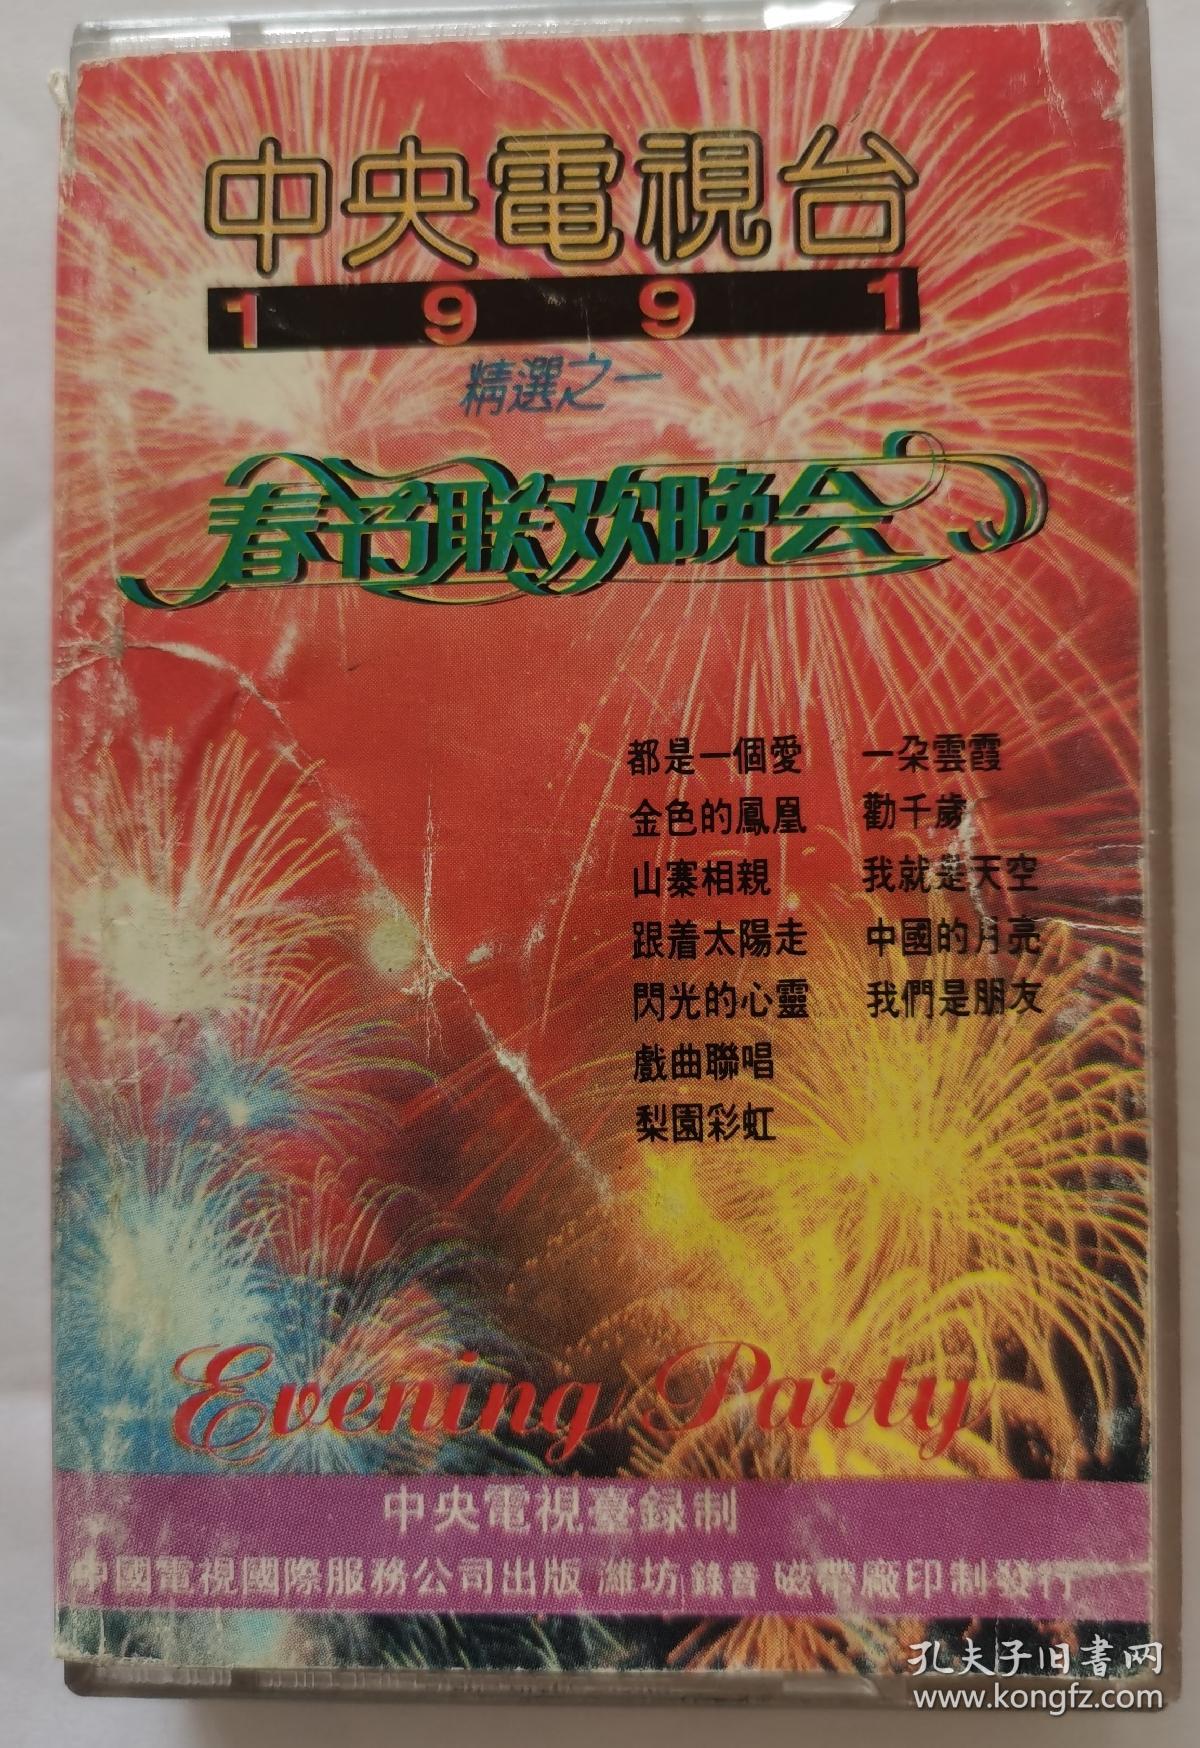 中央電視台
1991
精選之一
春节联欢晚会
都是一個愛 一朵雲霞
金色的鳳凰 勸千歲
山寨相親 我就是天空
跟着太陽走 中國的月亮
閃光的心靈 我們是朋友
戲曲聯唱
梨園彩虹
Evening Party
中央電視臺録制
中國電視國際服務公司出版 濰坊錄音磁帶廠印制發行
孔夫子旧書网
www.kongfz.com